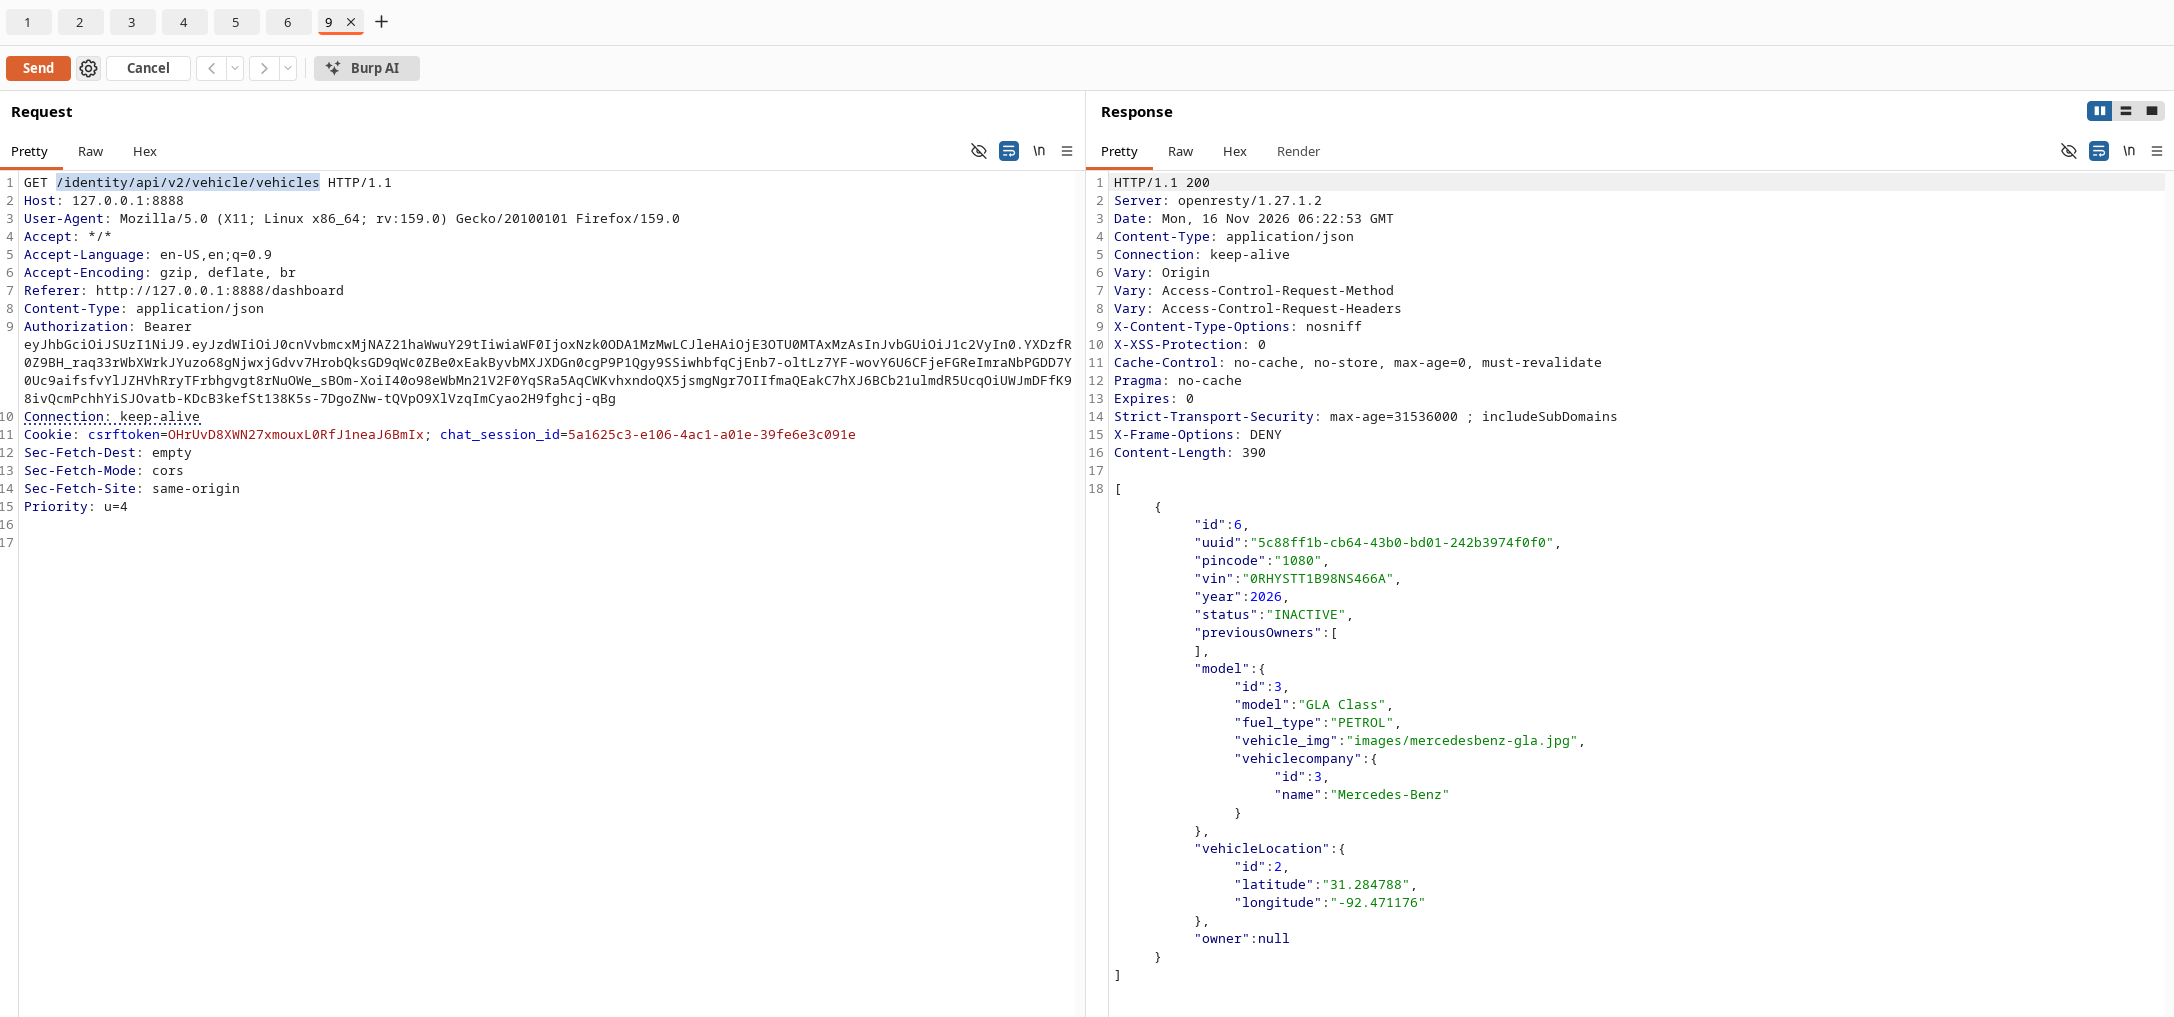 1 2 3 4 5 6 9 × +
Send Cancel < > Burp AI
Request
Pretty Raw Hex \n
1 GET /identity/api/v2/vehicle/vehicles HTTP/1.1
2 Host: 127.0.0.1:8888
3 User-Agent: Mozilla/5.0 (X11; Linux x86_64; rv:159.0) Gecko/20100101 Firefox/159.0
4 Accept: */*
5 Accept-Language: en-US,en;q=0.9
6 Accept-Encoding: gzip, deflate, br
7 Referer: http://127.0.0.1:8888/dashboard
8 Content-Type: application/json
9 Authorization: Bearer
eyJhbGciOiJSUzI1NiJ9.eyJzdWIiOiJ0cnVvbmcxMjNAZ21haWwuY29tIiwiaWF0IjoxNzk0ODA1MzMwLCJleHAiOjE3OTU0MTAxMzAsInJvbGUiOiJ1c2VyIn0.YXDzfR
0Z9BH_raq33rWbXWrkJYuzo68gNjwxjGdvv7HrobQksGD9qWc0ZBe0xEakByvbMXJXDGn0cgP9P1Qgy9SSiwhbfqCjEnb7-oltLz7YF-wovY6U6CFjeFGReImraNbPGDD7Y
0Uc9aifsfvYlJZHVhRryTFrbhgvgt8rNuOWe_sBOm-XoiI40o98eWbMn21V2F0YqSRa5AqCWKvhxndoQX5jsmgNgr7OIIfmaQEakC7hXJ6BCb21ulmdR5UcqOiUWJmDFfK9
8ivQcmPchhYiSJOvatb-KDcB3kefSt138K5s-7DgoZNw-tQVpO9XlVzqImCyao2H9fghcj-qBg
10 Connection: keep-alive
11 Cookie: csrftoken=OHrUvD8XWN27xmouxL0RfJ1neaJ6BmIx; chat_session_id=5a1625c3-e106-4ac1-a01e-39fe6e3c091e
12 Sec-Fetch-Dest: empty
13 Sec-Fetch-Mode: cors
14 Sec-Fetch-Site: same-origin
15 Priority: u=4
16
17
Response
Pretty Raw Hex Render \n
1 HTTP/1.1 200
2 Server: openresty/1.27.1.2
3 Date: Mon, 16 Nov 2026 06:22:53 GMT
4 Content-Type: application/json
5 Connection: keep-alive
6 Vary: Origin
7 Vary: Access-Control-Request-Method
8 Vary: Access-Control-Request-Headers
9 X-Content-Type-Options: nosniff
10 X-XSS-Protection: 0
11 Cache-Control: no-cache, no-store, max-age=0, must-revalidate
12 Pragma: no-cache
13 Expires: 0
14 Strict-Transport-Security: max-age=31536000 ; includeSubDomains
15 X-Frame-Options: DENY
16 Content-Length: 390
17
18 [
{
"id":6,
"uuid":"5c88ff1b-cb64-43b0-bd01-242b3974f0f0",
"pincode":"1080",
"vin":"0RHYSTT1B98NS466A",
"year":2026,
"status":"INACTIVE",
"previousOwners":[
],
"model":{
"id":3,
"model":"GLA Class",
"fuel_type":"PETROL",
"vehicle_img":"images/mercedesbenz-gla.jpg",
"vehiclecompany":{
"id":3,
"name":"Mercedes-Benz"
}
},
"vehicleLocation":{
"id":2,
"latitude":"31.284788",
"longitude":"-92.471176"
},
"owner":null
}
]